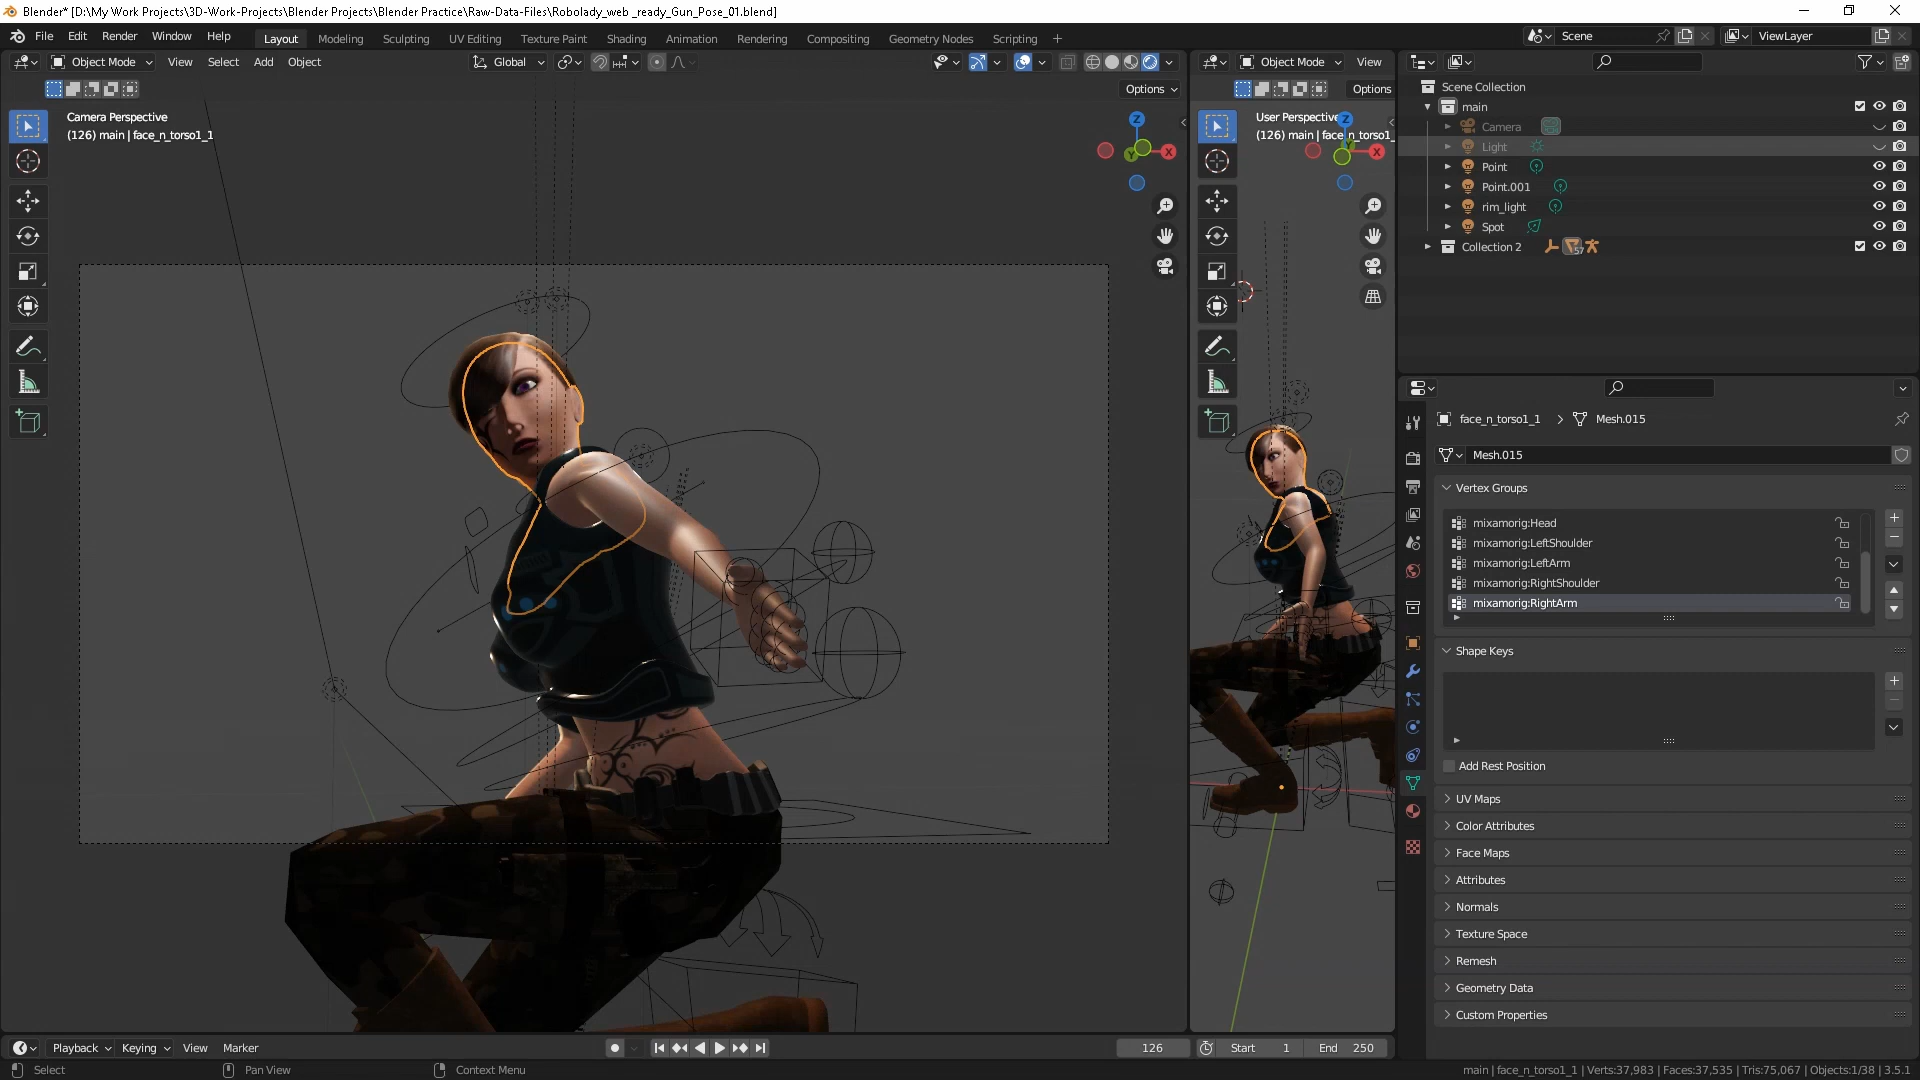 Blender* [D:\My Work Projects\3D-Work-Projects\Blender Projects\Blender Practice\Raw-Data-Files\Robolady_web _ready_Gun_Pose_01.blend]
File Edit Render Window Help Layout Modeling Sculpting UV Editing Texture Paint Shading Animation Rendering Compositing Geometry Nodes Scripting + Scene ViewLayer
Object Mode View Select Add Object Global Object Mode View
Options Options
Camera Perspective
(126) main | face_n_torso1_1
Z
Y
X
User Perspective
(126) main | face_n_torso1_
Z
X
Scene Collection
main
Camera
Light
Point
Point.001
rim_light
Spot
Collection 2 57
face_n_torso1_1 > Mesh.015
Mesh.015
Vertex Groups
mixamorig:Head
mixamorig:LeftShoulder
mixamorig:LeftArm
mixamorig:RightShoulder
mixamorig:RightArm
Shape Keys
Add Rest Position
UV Maps
Color Attributes
Face Maps
Attributes
Normals
Texture Space
Remesh
Geometry Data
Custom Properties
Playback Keying View Marker 126 Start 1 End 250
Select Pan View Context Menu main | face_n_torso1_1 | Verts:37,983 | Faces:37,535 | Tris:75,067 | Objects:1/38 | 3.5.1